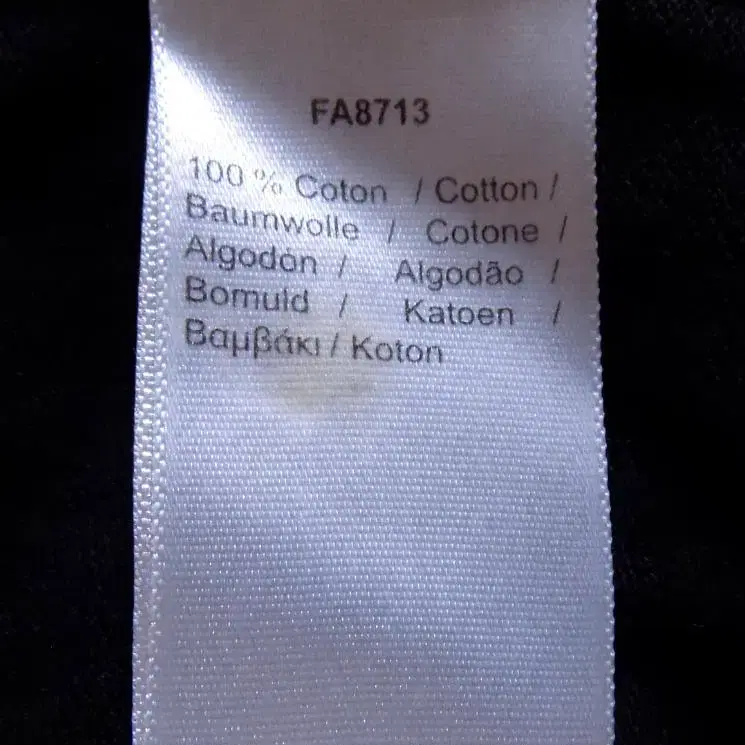 FA8713
100 % Coton / Cotton /
Baumwolle / Cotone /
Algodón / Algodão /
Bomuld / Katoen /
Βαμβάκι / Koton